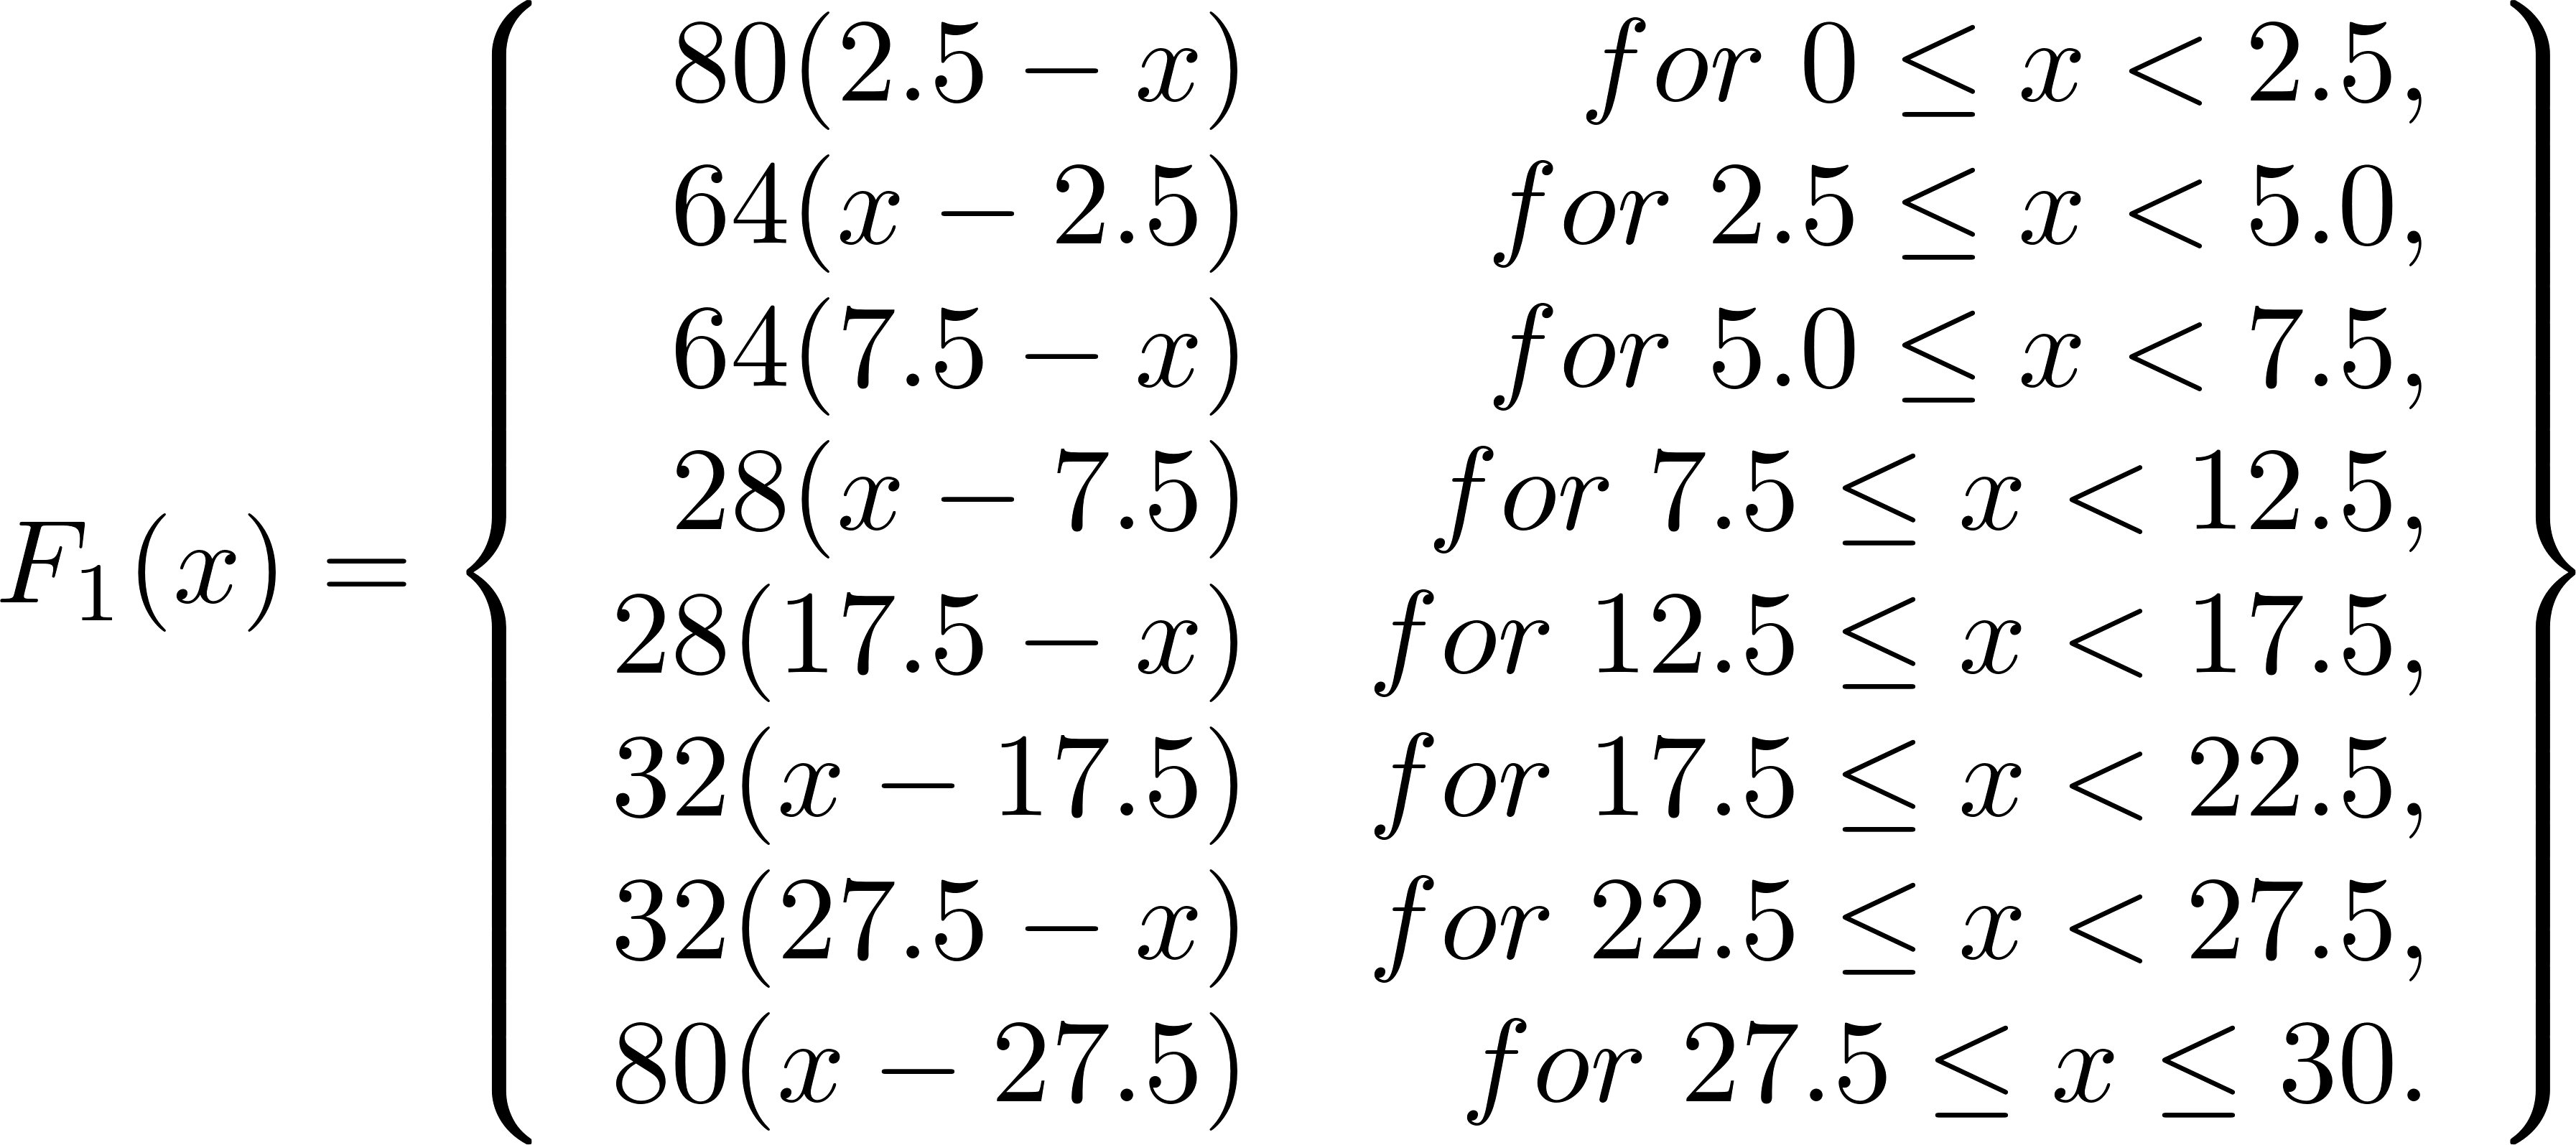 F₁(x) = {
80(2.5 − x) for 0 ≤ x < 2.5,
64(x − 2.5) for 2.5 ≤ x < 5.0,
64(7.5 − x) for 5.0 ≤ x < 7.5,
28(x − 7.5) for 7.5 ≤ x < 12.5,
28(17.5 − x) for 12.5 ≤ x < 17.5,
32(x − 17.5) for 17.5 ≤ x < 22.5,
32(27.5 − x) for 22.5 ≤ x < 27.5,
80(x − 27.5) for 27.5 ≤ x ≤ 30.
}